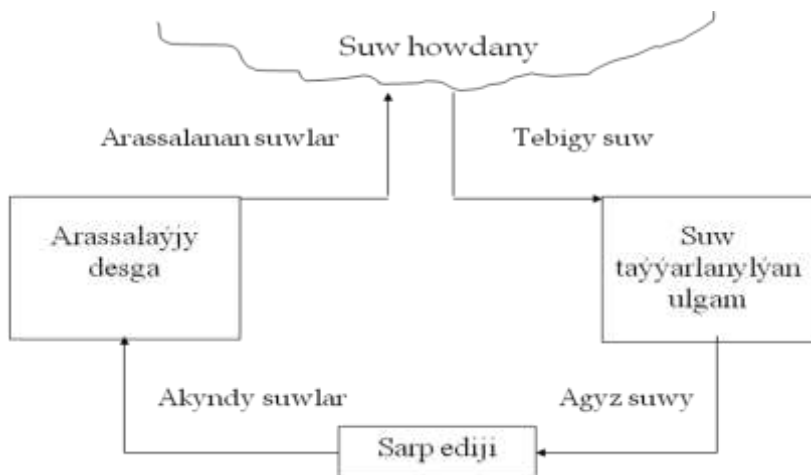 Suw howdany
Arassalanan suwlar
Tebigy suw
Arassalaýjy
desga
Suw
taýýarlanylýan
ulgam
Akyndy suwlar
Agyz suwy
Sarp ediji